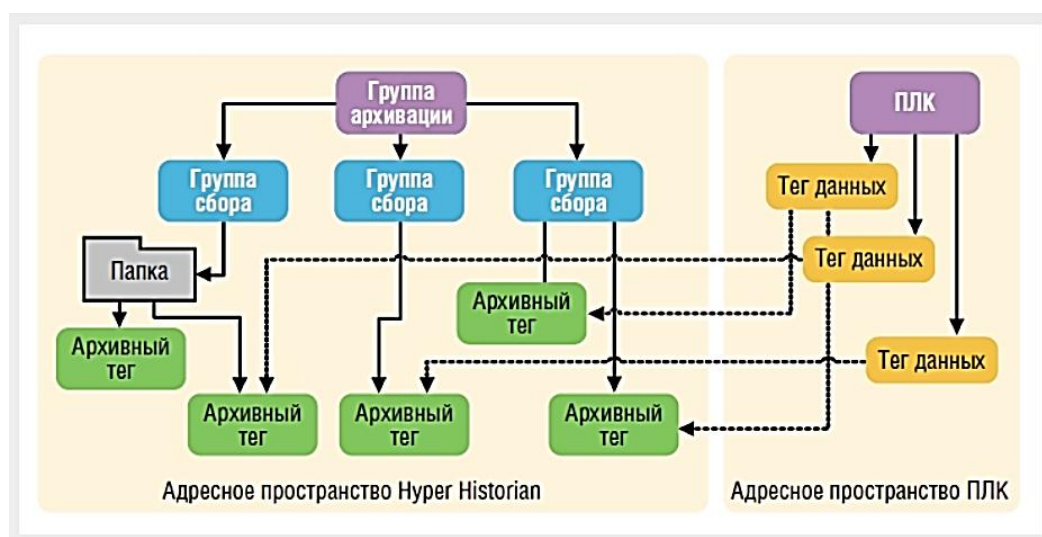 Группа
архивации
ПЛК
Группа
сбора
Группа
сбора
Группа
сбора
Тег данных
Тег данных
Папка
Архивный
тег
Архивный
тег
Тег данных
Архивный
тег
Архивный
тег
Архивный
тег
Адресное пространство Hyper Historian
Адресное пространство ПЛК